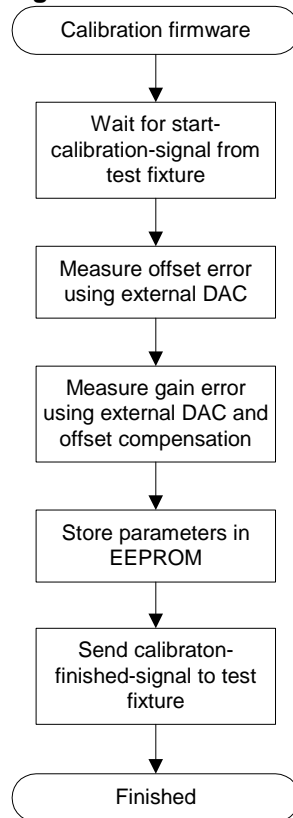 Calibration firmware
Wait for start-
calibration-signal from
test fixture
Measure offset error
using external DAC
Measure gain error
using external DAC and
offset compensation
Store parameters in
EEPROM
Send calibraton-
finished-signal to test
fixture
Finished